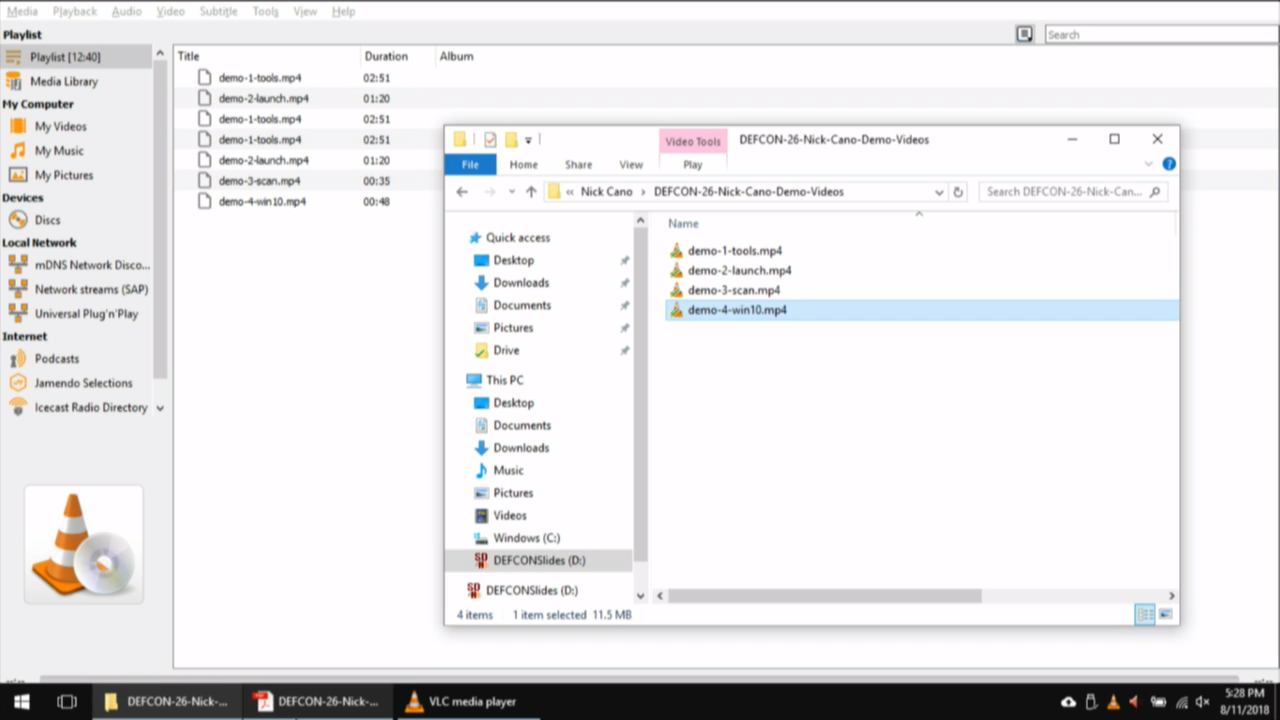 Media Playback Audio Video Subtitle Tools View Help
Playlist
Search
Playlist [12:40]
Media Library
My Computer
My Videos
My Music
My Pictures
Devices
Discs
Local Network
mDNS Network Disco...
Network streams (SAP)
Universal Plug'n'Play
Internet
Podcasts
Jamendo Selections
Icecast Radio Directory
Title Duration Album
demo-1-tools.mp4 02:51
demo-2-launch.mp4 01:20
demo-1-tools.mp4 02:51
demo-1-tools.mp4 02:51
demo-2-launch.mp4 01:20
demo-3-scan.mp4 00:35
demo-4-win10.mp4 00:48
Video Tools DEFCON-26-Nick-Cano-Demo-Videos
File Home Share View Play
« Nick Cano › DEFCON-26-Nick-Cano-Demo-Videos
Search DEFCON-26-Nick-Can...
Quick access
Desktop
Downloads
Documents
Pictures
Drive
This PC
Desktop
Documents
Downloads
Music
Pictures
Videos
Windows (C:)
DEFCONSlides (D:)
DEFCONSlides (D:)
Name
demo-1-tools.mp4
demo-2-launch.mp4
demo-3-scan.mp4
demo-4-win10.mp4
4 items 1 item selected 11.5 MB
DEFCON-26-Nick-... DEFCON-26-Nick-... VLC media player
5:28 PM
8/11/2018